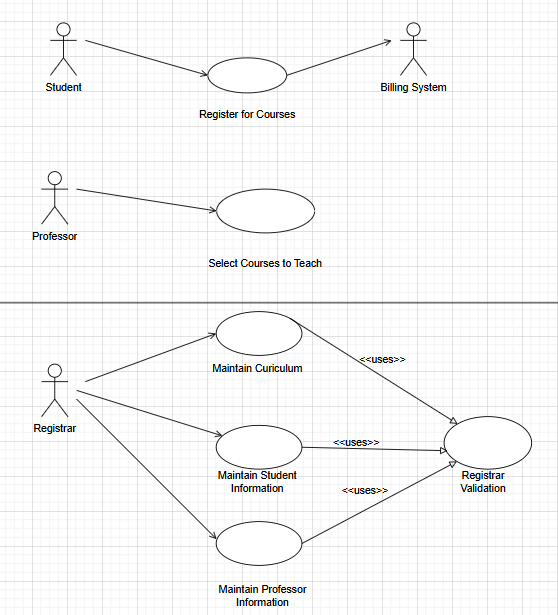 Student
Billing System
Register for Courses
Professor
Select Courses to Teach
<<uses>>
Maintain Curiculum
Registrar
<<uses>>
Maintain Student
Information
Registrar
Validation
<<uses>>
Maintain Professor
Information